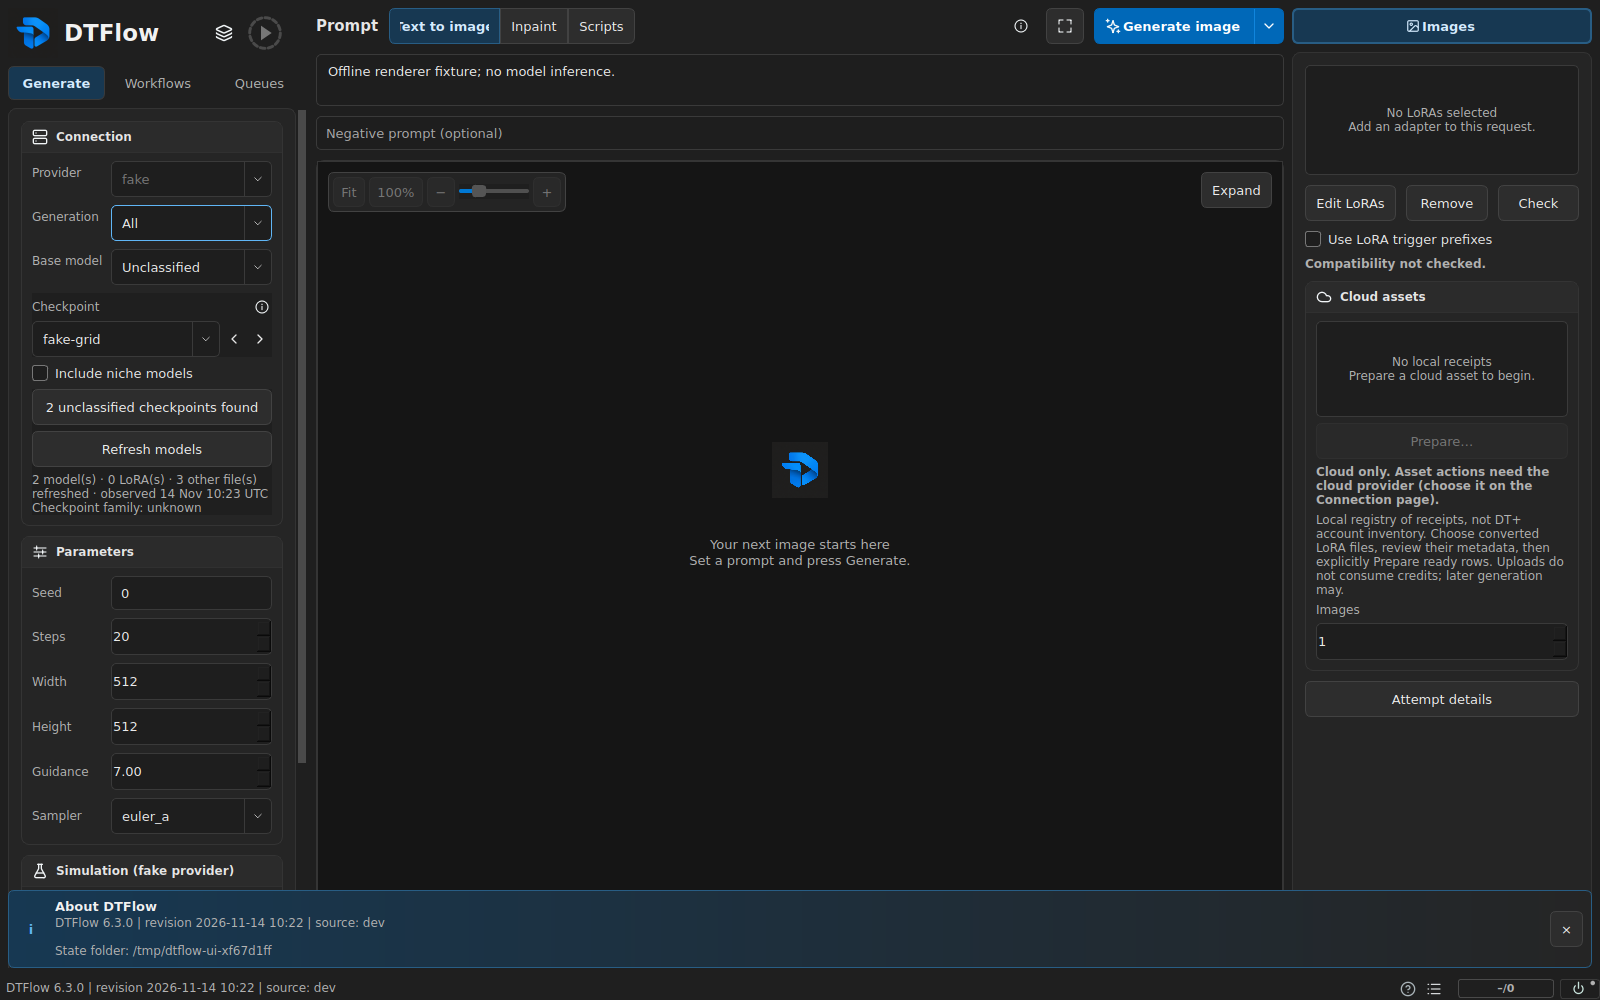 DTFlow
Generate
Workflows
Queues
Connection
Provider
fake
Generation
All
Base model
Unclassified
Checkpoint
fake-grid
Include niche models
2 unclassified checkpoints found
Refresh models
2 model(s) · 0 LoRA(s) · 3 other file(s)
refreshed · observed 14 Nov 10:23 UTC
Checkpoint family: unknown
Parameters
Seed
0
Steps
20
Width
512
Height
512
Guidance
7.00
Sampler
euler_a
Simulation (fake provider)
Prompt
Text to image
Inpaint
Scripts
Generate image
Offline renderer fixture; no model inference.
Negative prompt (optional)
Fit
100%
−
+
Expand
Your next image starts here
Set a prompt and press Generate.
Images
No LoRAs selected
Add an adapter to this request.
Edit LoRAs
Remove
Check
Use LoRA trigger prefixes
Compatibility not checked.
Cloud assets
No local receipts
Prepare a cloud asset to begin.
Prepare...
Cloud only. Asset actions need the
cloud provider (choose it on the
Connection page).
Local registry of receipts, not DT+
account inventory. Choose converted
LoRA files, review their metadata, then
explicitly Prepare ready rows. Uploads do
not consume credits; later generation
may.
Images
1
Attempt details
About DTFlow
DTFlow 6.3.0 | revision 2026-11-14 10:22 | source: dev
State folder: /tmp/dtflow-ui-xf67d1ff
DTFlow 6.3.0 | revision 2026-11-14 10:22 | source: dev
–/0